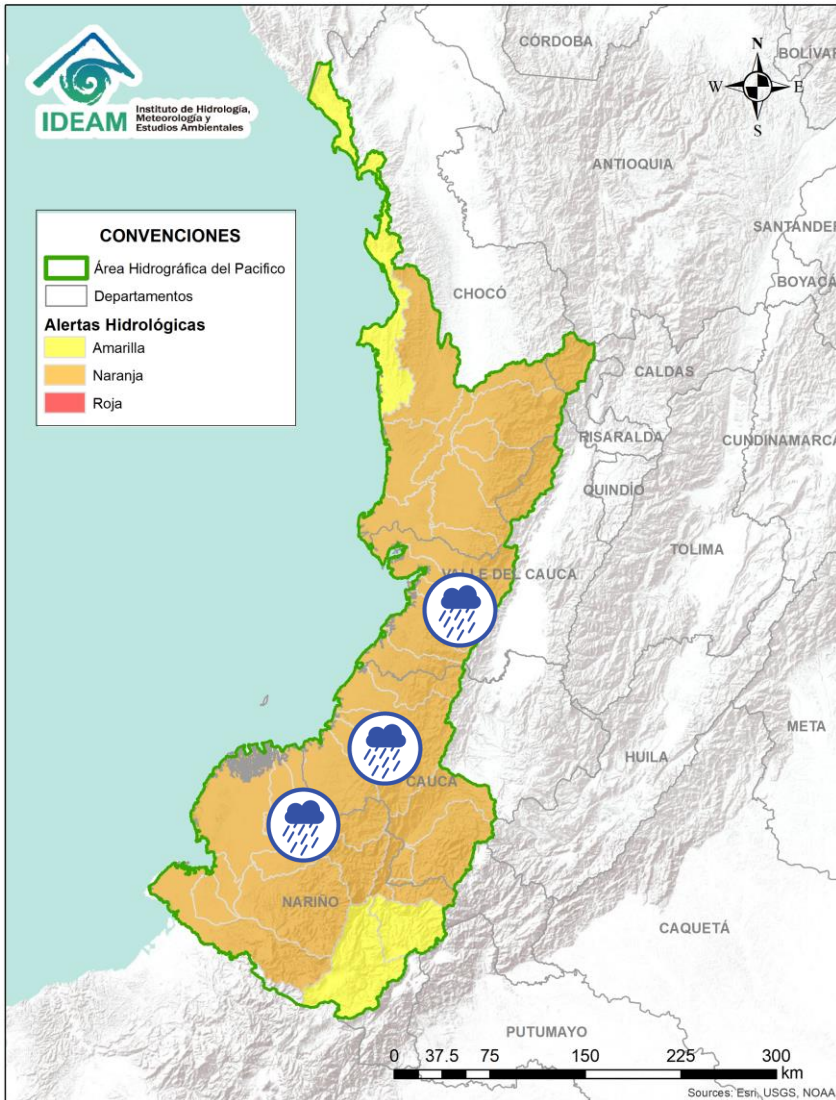 CÓRDOBA
BOLÍVAR
N
W E
S
IDEAM
Instituto de Hidrología,
Meteorología y
Estudios Ambientales
ANTIOQUIA
SANTANDER
CONVENCIONES
Área Hidrográfica del Pacifico
Departamentos
Alertas Hidrológicas
Amarilla
Naranja
Roja
BOYACÁ
CHOCÓ
CALDAS
RISARALDA
CUNDINAMARCA
QUINDÍO
TOLIMA
VALLE DEL CAUCA
META
HUILA
CAUCA
NARIÑO
CAQUETÁ
PUTUMAYO
0 37.5 75 150 225 300
km
Sources: Esri, USGS, NOAA